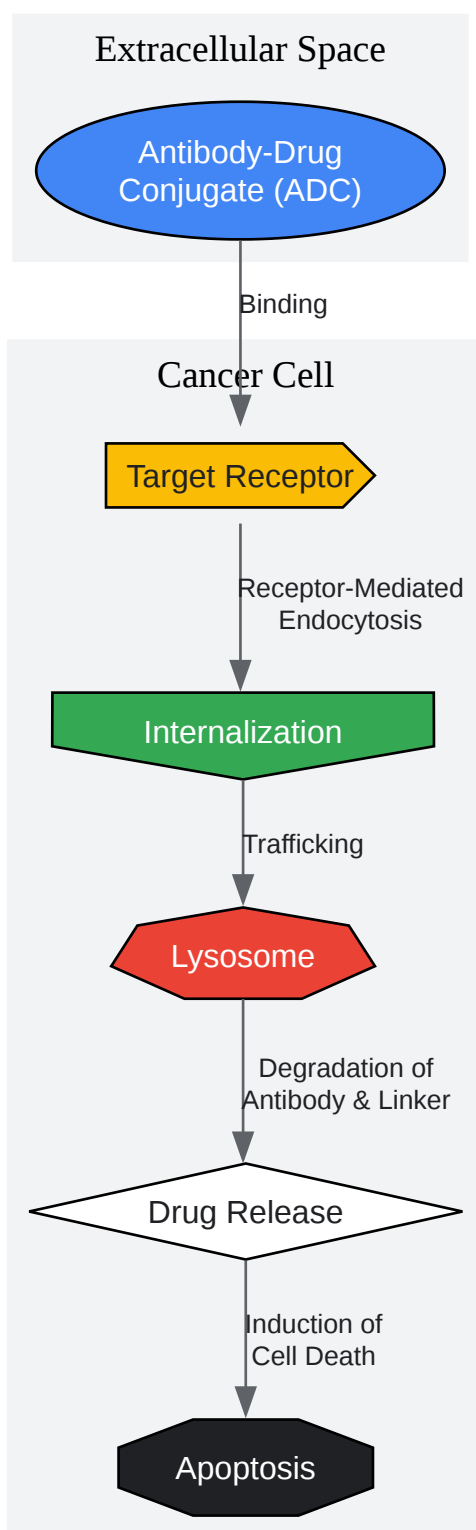 Extracellular Space
Antibody-Drug
Conjugate (ADC)
Binding
Cancer Cell
Target Receptor
Receptor-Mediated
Endocytosis
Internalization
Trafficking
Lysosome
Degradation of
Antibody & Linker
Drug Release
Induction of
Cell Death
Apoptosis